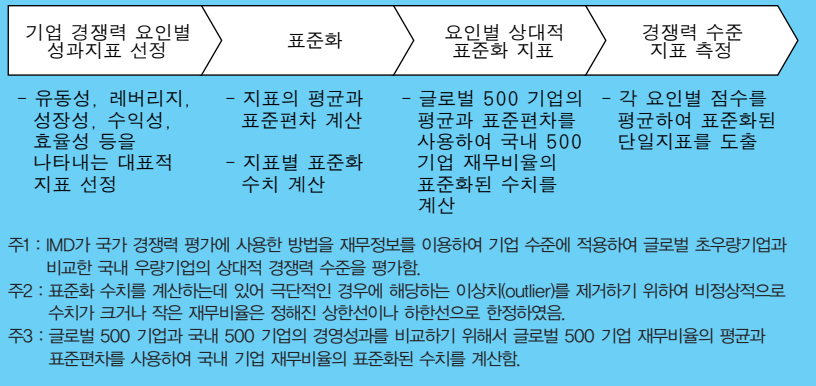 기업 경쟁력 요인별
성과지표 선정
표준화
요인별 상대적
표준화 지표
경쟁력 수준
지표 측정
- 유동성, 레버리지,
성장성, 수익성,
효율성 등을
나타내는 대표적
지표 선정
- 지표의 평균과
표준편차 계산
- 지표별 표준화
수치 계산
- 글로벌 500 기업의
평균과 표준편차를
사용하여 국내 500
기업 재무비율의
표준화된 수치를
계산
- 각 요인별 점수를
평균하여 표준화된
단일지표를 도출
주1 : IMD가 국가 경쟁력 평가에 사용한 방법을 재무정보를 이용하여 기업 수준에 적용하여 글로벌 초우량기업과
비교한 국내 우량기업의 상대적 경쟁력 수준을 평가함.
주2 : 표준화 수치를 계산하는데 있어 극단적인 경우에 해당하는 이상치(outlier)를 제거하기 위하여 비정상적으로
수치가 크거나 작은 재무비율은 정해진 상한선이나 하한선으로 한정하였음.
주3 : 글로벌 500 기업과 국내 500 기업의 경영성과를 비교하기 위해서 글로벌 500 기업 재무비율의 평균과
표준편차를 사용하여 국내 기업 재무비율의 표준화된 수치를 계산함.